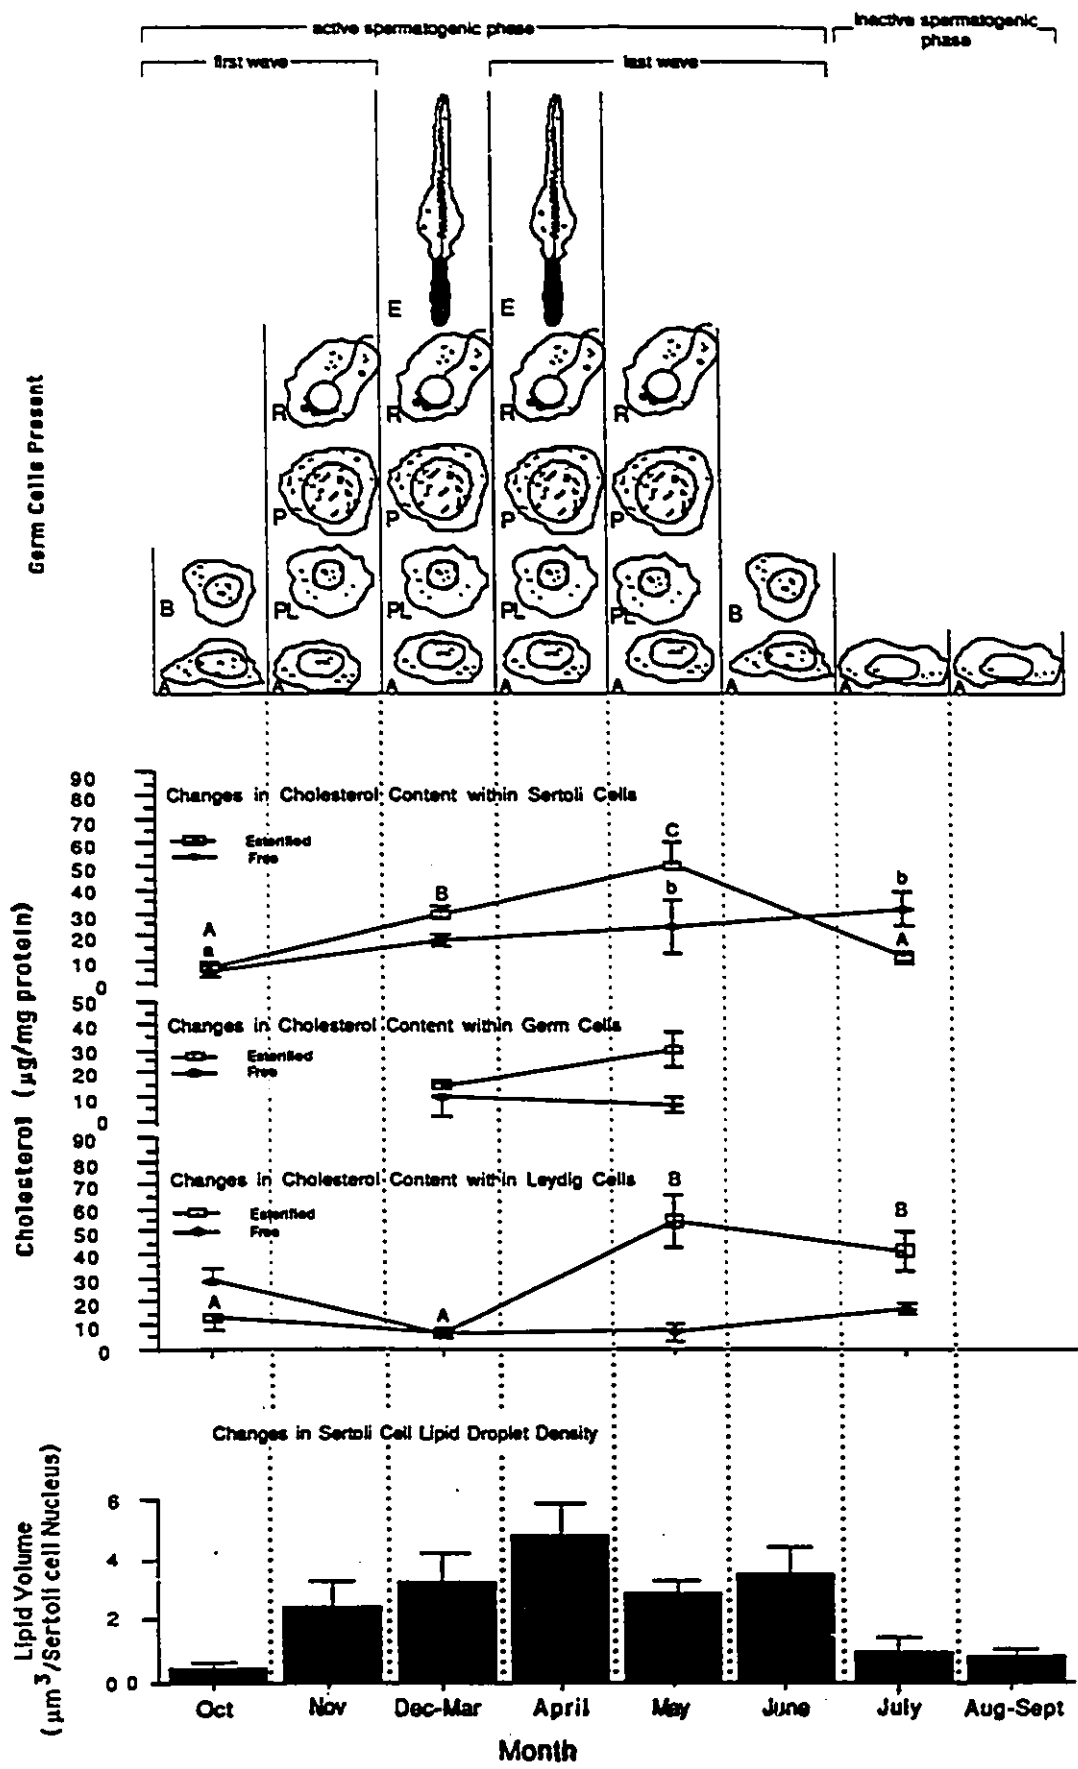 active spermatogenic phase
inactive spermatogenic
phase
first wave
last wave
Germ Cells Present
E
E
R
R
R
R
P
P
P
P
B
PL
PL
PL
PL
B
A
A
A
A
A
A
A
A
Cholesterol (µg/mg protein)
90
80
70
60
50
40
30
20
10
0
Changes in Cholesterol Content within Sertoli Cells
Esterified
Free
A
a
B
C
b
b
A
50
40
30
20
10
0
Changes in Cholesterol Content within Germ Cells
Esterified
Free
90
80
70
60
50
40
30
20
10
0
Changes in Cholesterol Content within Leydig Cells
Esterified
Free
A
A
B
B
Changes in Sertoli Cell Lipid Droplet Density
Lipid Volume
(µm³/Sertoli cell Nucleus)
6
4
2
0 0
Oct Nov Dec-Mar April May June July Aug-Sept
Month